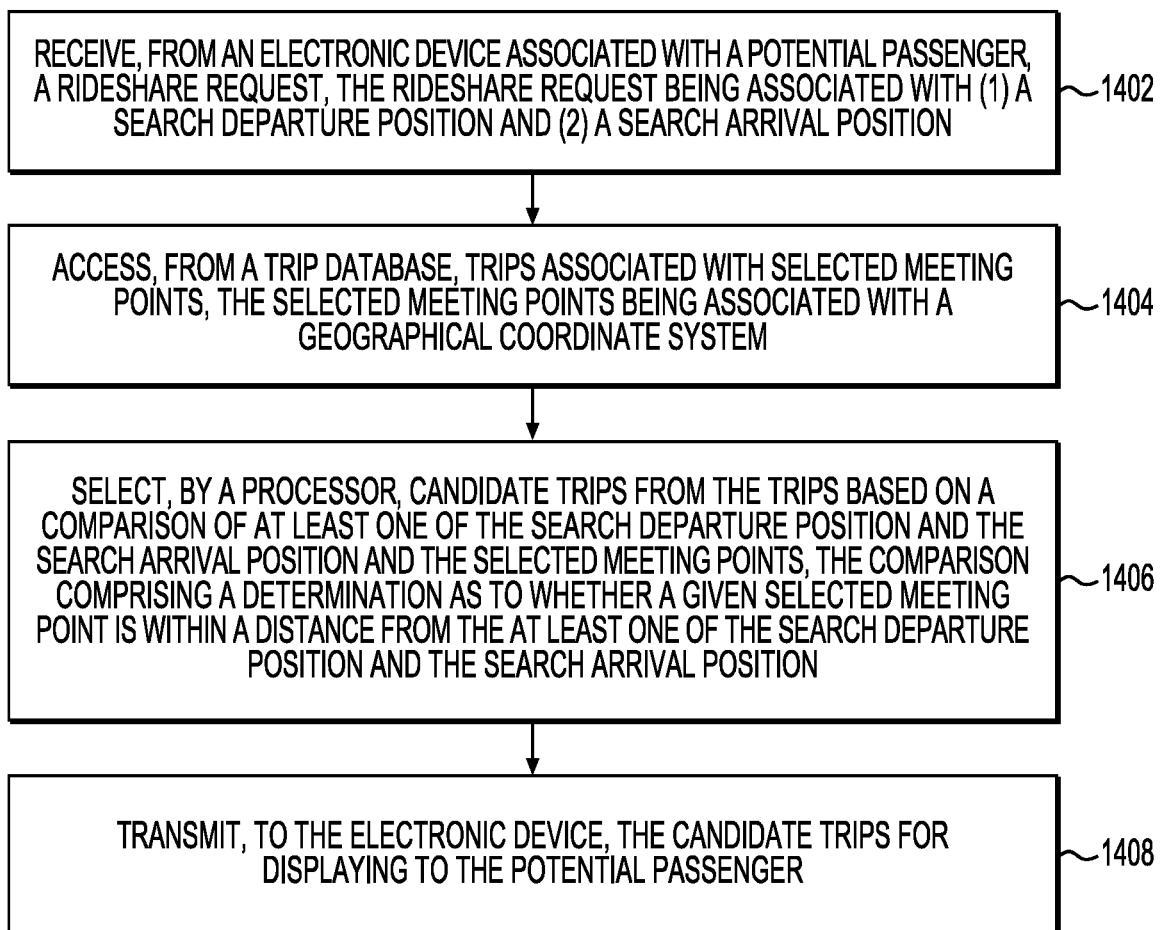 RECEIVE, FROM AN ELECTRONIC DEVICE ASSOCIATED WITH A POTENTIAL PASSENGER,
A RIDESHARE REQUEST, THE RIDESHARE REQUEST BEING ASSOCIATED WITH (1) A
SEARCH DEPARTURE POSITION AND (2) A SEARCH ARRIVAL POSITION
1402
ACCESS, FROM A TRIP DATABASE, TRIPS ASSOCIATED WITH SELECTED MEETING
POINTS, THE SELECTED MEETING POINTS BEING ASSOCIATED WITH A
GEOGRAPHICAL COORDINATE SYSTEM
1404
SELECT, BY A PROCESSOR, CANDIDATE TRIPS FROM THE TRIPS BASED ON A
COMPARISON OF AT LEAST ONE OF THE SEARCH DEPARTURE POSITION AND THE
SEARCH ARRIVAL POSITION AND THE SELECTED MEETING POINTS, THE COMPARISON
COMPRISING A DETERMINATION AS TO WHETHER A GIVEN SELECTED MEETING
POINT IS WITHIN A DISTANCE FROM THE AT LEAST ONE OF THE SEARCH DEPARTURE
POSITION AND THE SEARCH ARRIVAL POSITION
1406
TRANSMIT, TO THE ELECTRONIC DEVICE, THE CANDIDATE TRIPS FOR
DISPLAYING TO THE POTENTIAL PASSENGER
1408